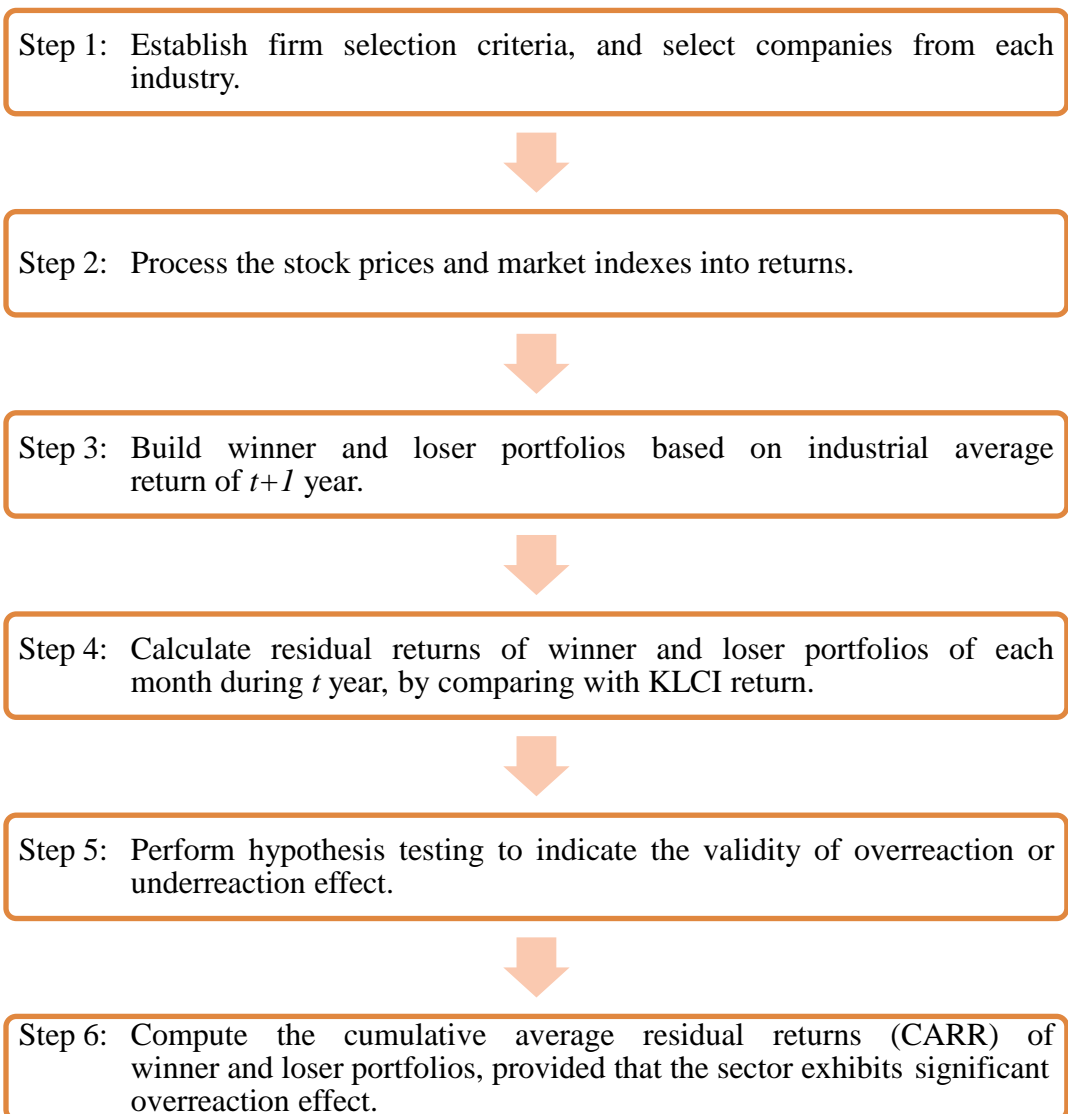 Step 1: Establish firm selection criteria, and select companies from each
industry.
Step 2: Process the stock prices and market indexes into returns.
Step 3: Build winner and loser portfolios based on industrial average
return of t+1 year.
Step 4: Calculate residual returns of winner and loser portfolios of each
month during t year, by comparing with KLCI return.
Step 5: Perform hypothesis testing to indicate the validity of overreaction or
underreaction effect.
Step 6: Compute the cumulative average residual returns (CARR) of
winner and loser portfolios, provided that the sector exhibits significant
overreaction effect.